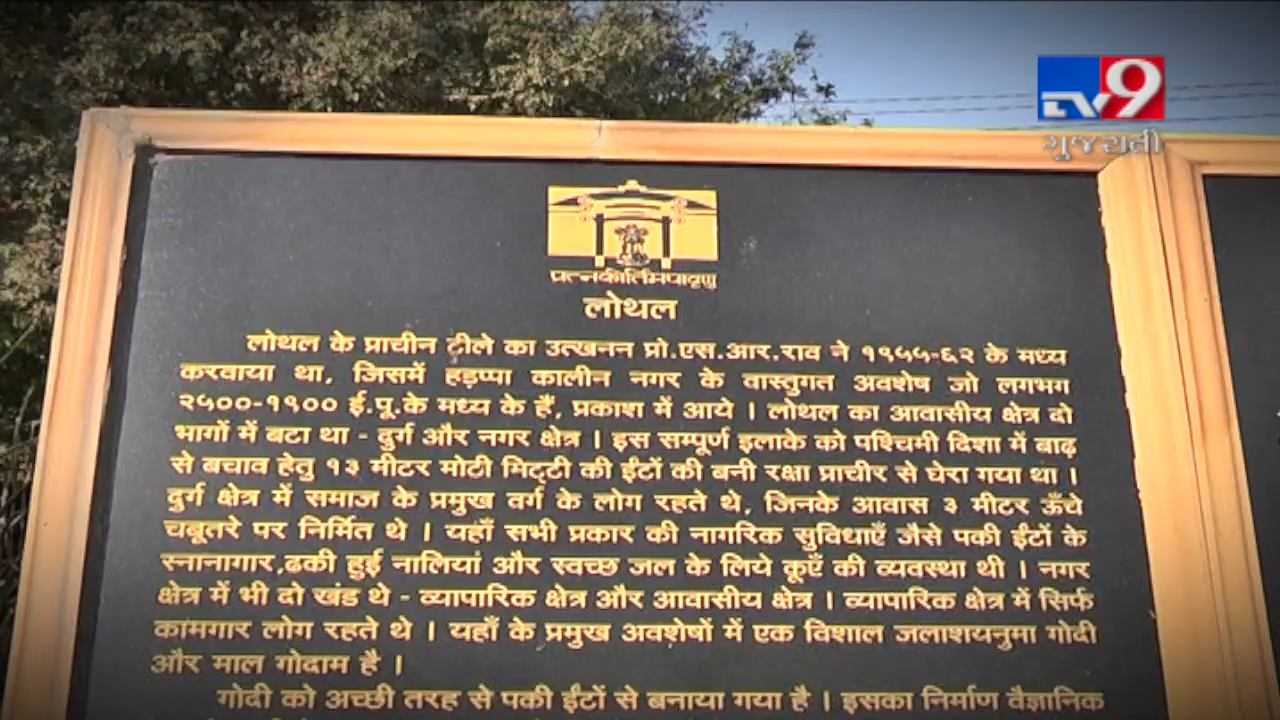 TV9
ગુજરાતી
प्रत्नकीर्तिमपावृणु
लोथल
लोथल के प्राचीन टीले का उत्खनन प्रो.एस.आर.राव ने १९५५-६२ के मध्य
करवाया था, जिसमें हड़प्पा कालीन नगर के वास्तुगत अवशेष जो लगभग
२५००-१९०० ई.पू.के मध्य के हैं, प्रकाश में आये । लोथल का आवासीय क्षेत्र दो
भागों में बटा था - दुर्ग और नगर क्षेत्र । इस सम्पूर्ण इलाके को पश्चिमी दिशा में बाढ़
से बचाव हेतु १३ मीटर मोटी मिट्टी की ईंटों की बनी रक्षा प्राचीर से घेरा गया था ।
दुर्ग क्षेत्र में समाज के प्रमुख वर्ग के लोग रहते थे, जिनके आवास ३ मीटर ऊँचे
चबूतरे पर निर्मित थे । यहाँ सभी प्रकार की नागरिक सुविधाएँ जैसे पकी ईंटों के
स्नानागार,ढकी हुई नालियां और स्वच्छ जल के लिये कूएँ की व्यवस्था थी । नगर
क्षेत्र में भी दो खंड थे - व्यापारिक क्षेत्र और आवासीय क्षेत्र । व्यापारिक क्षेत्र में सिर्फ
कामगार लोग रहते थे । यहाँ के प्रमुख अवशेषों में एक विशाल जलाशयनुमा गोदी
और माल गोदाम है ।
गोदी को अच्छी तरह से पकी ईंटों से बनाया गया है । इसका निर्माण वैज्ञानिक